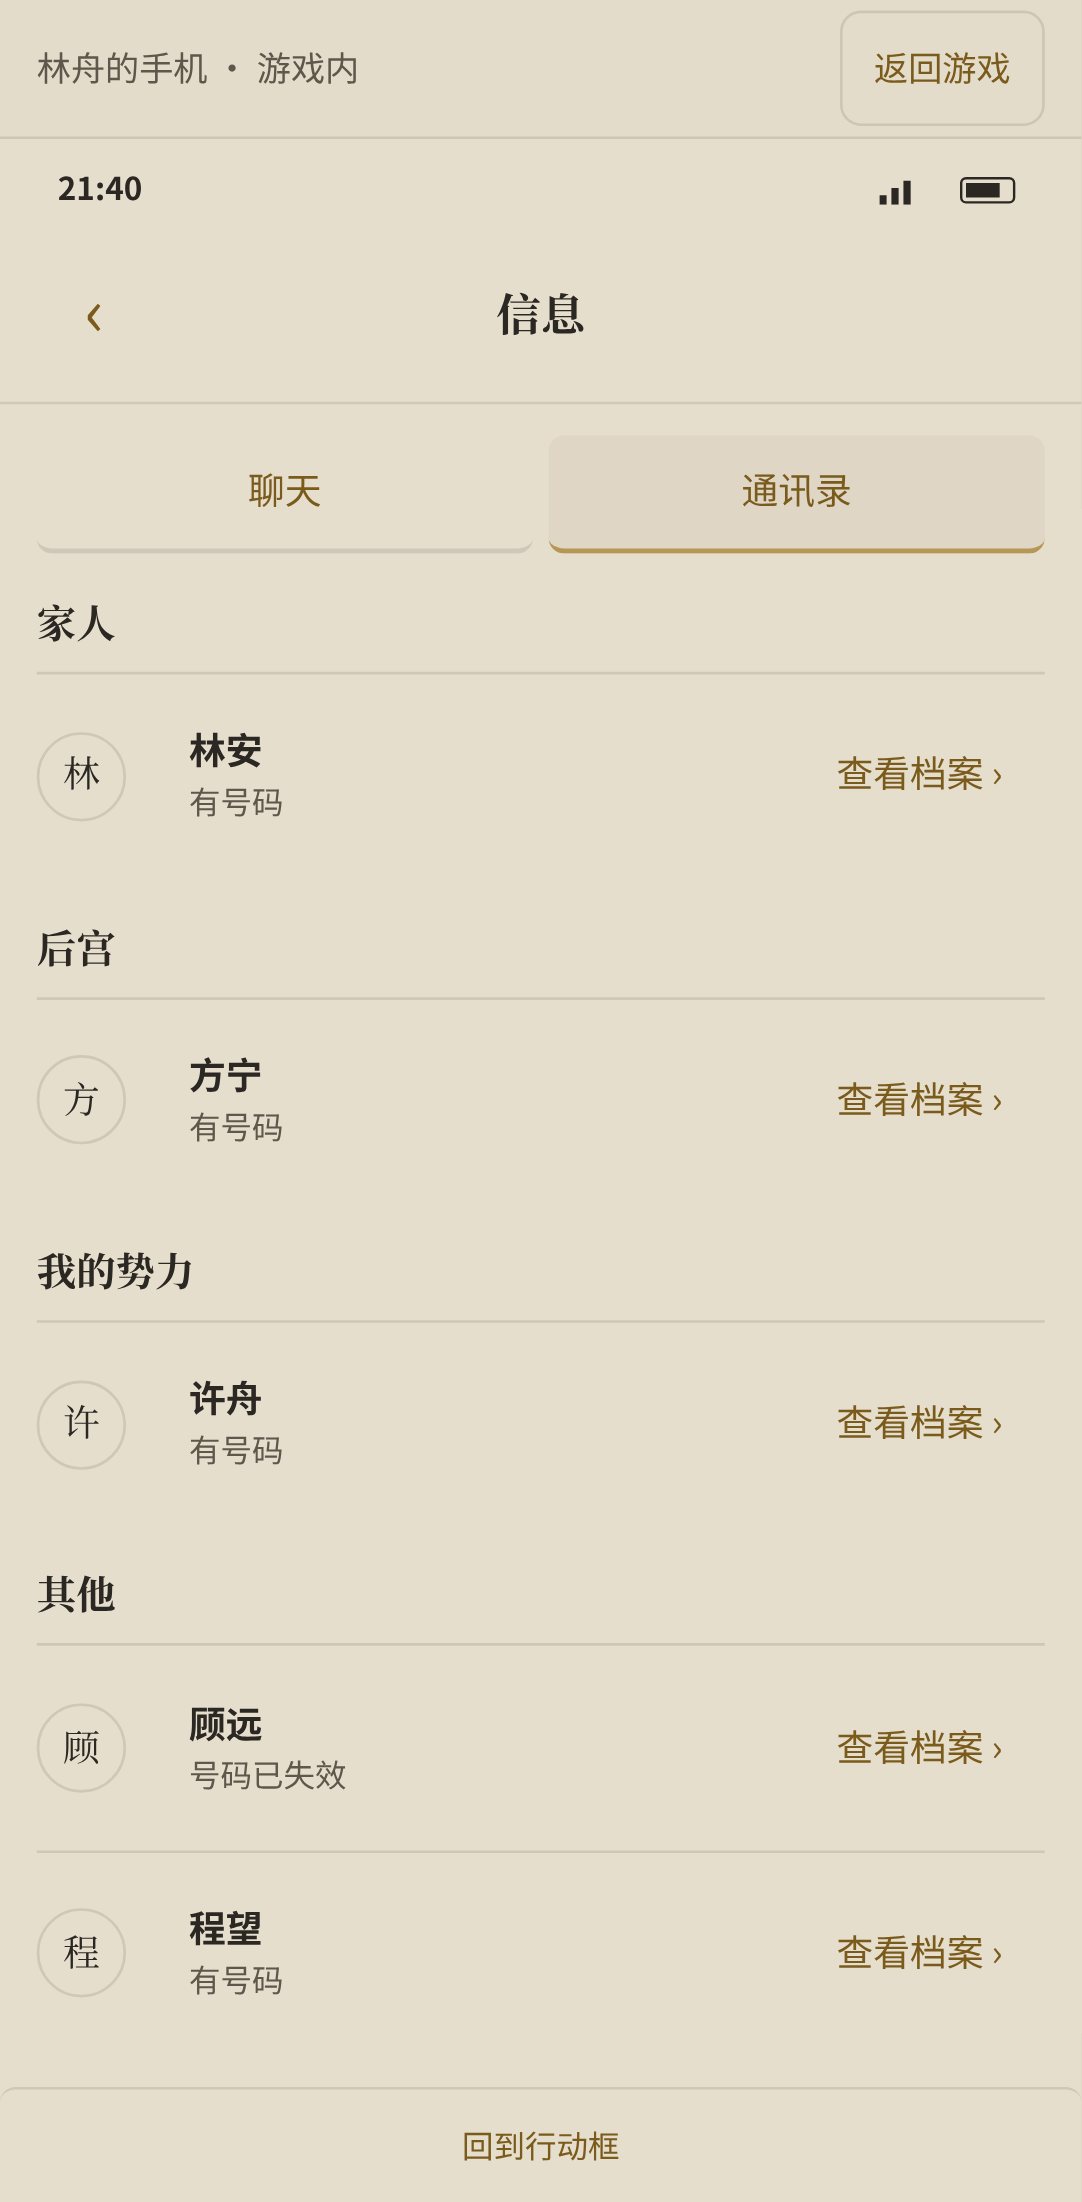 林舟的手机 · 游戏内
返回游戏
21:40
‹
信息
聊天
通讯录
家人
林
林安
有号码
查看档案 ›
后宫
方
方宁
有号码
查看档案 ›
我的势力
许
许舟
有号码
查看档案 ›
其他
顾
顾远
号码已失效
查看档案 ›
程
程望
有号码
查看档案 ›
回到行动框